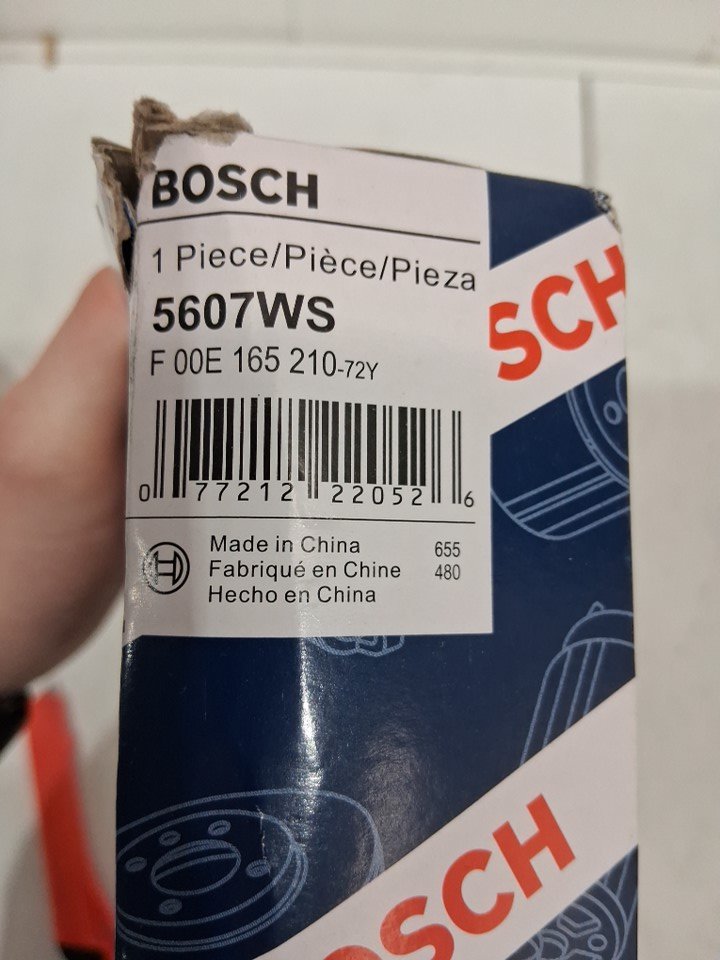 BOSCH
1 Piece/Pièce/Pieza
5607WS
F 00E 165 210-72Y
0 77212 22052 6
Made in China 655
Fabriqué en Chine 480
Hecho en China
SCH
OSCH